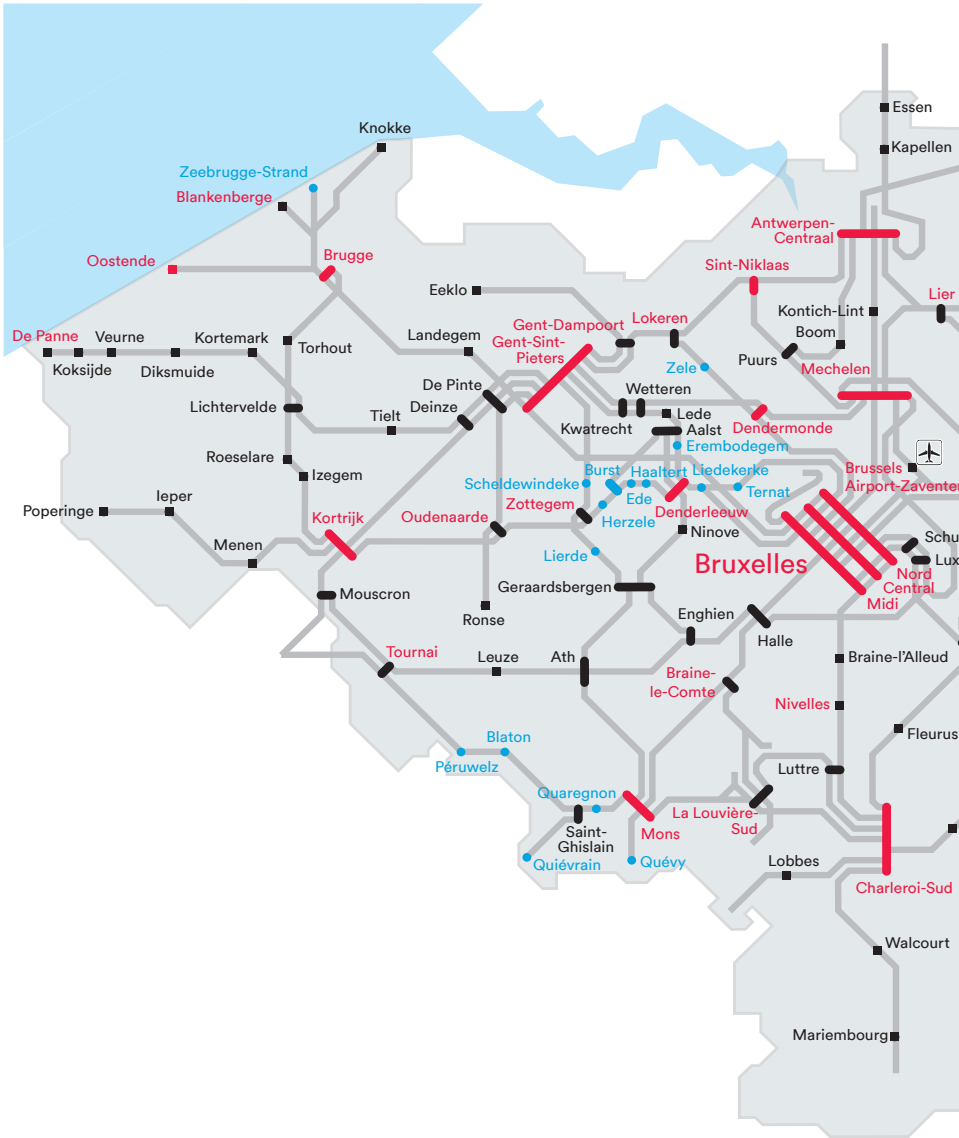 Essen
Knokke
Kapellen
Zeebrugge-Strand
Blankenberge
Antwerpen-
Centraal
Oostende
Brugge
Sint-Niklaas
Eeklo
Lier
Kontich-Lint
Boom
De Panne
Veurne
Kortemark
Torhout
Landegem
Gent-Dampoort
Gent-Sint-
Pieters
Lokeren
Koksijde
Diksmuide
Puurs
Mechelen
Zele
De Pinte
Deinze
Wetteren
Lichtervelde
Tielt
Kwatrecht
Lede
Aalst
Dendermonde
Erembodegem
Roeselare
Izegem
Scheldewindeke
Burst
Haaltert
Liedekerke
Brussels
Airport-Zaventem
Ede
Ternat
Ieper
Poperinge
Kortrijk
Oudenaarde
Zottegem
Herzele
Denderleeuw
Ninove
Menen
Lierde
Bruxelles
Schu
Lux
Nord
Central
Midi
Mouscron
Geraardsbergen
Ronse
Enghien
Halle
Tournai
Leuze
Ath
Braine-
le-Comte
Braine-l'Alleud
Nivelles
Blaton
Péruwelz
Fleurus
Luttre
Quaregnon
Saint-
Ghislain
Mons
La Louvière-
Sud
Quiévrain
Quévy
Lobbes
Charleroi-Sud
Walcourt
Mariembourg